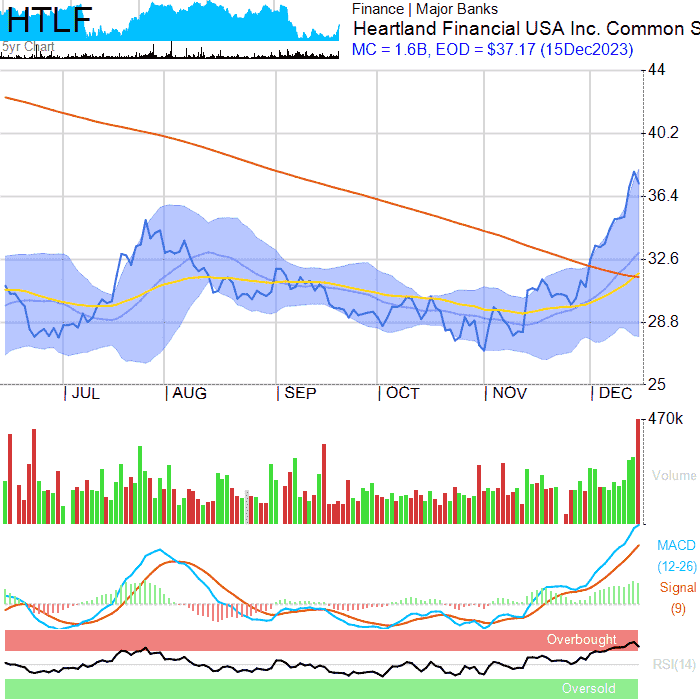 HTLF
5yr Chart
Finance | Major Banks
Heartland Financial USA Inc. Common S
MC = 1.6B, EOD = $37.17 (15Dec2023)
44
40.2
36.4
32.6
28.8
25
| JUL | AUG | SEP | OCT | NOV | DEC
470k
Volume
MACD
(12-26)
Signal
(9)
Overbought
RSI(14)
Oversold